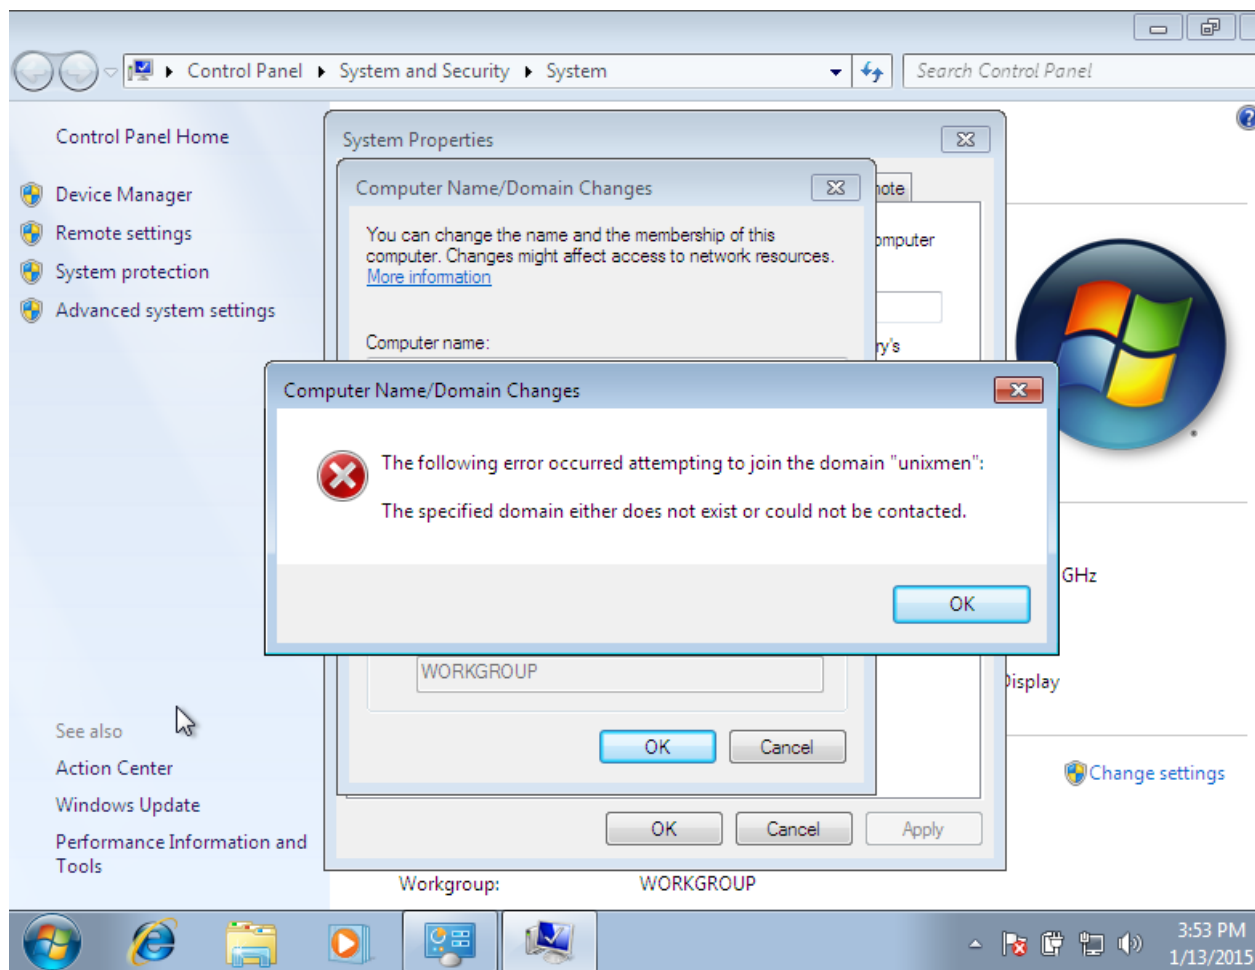 Control Panel
System and Security
System
Search Control Panel
Control Panel Home
Device Manager
Remote settings
System protection
Advanced system settings
System Properties
Computer Name/Domain Changes
You can change the name and the membership of this
computer. Changes might affect access to network resources.
More information
Computer name:
Computer Name/Domain Changes
The following error occurred attempting to join the domain "unixmen":
The specified domain either does not exist or could not be contacted.
OK
GHz
WORKGROUP
OK
Cancel
OK
Cancel
Apply
See also
Action Center
Windows Update
Performance Information and
Tools
Change settings
Workgroup:
WORKGROUP
3:53 PM
1/13/2015